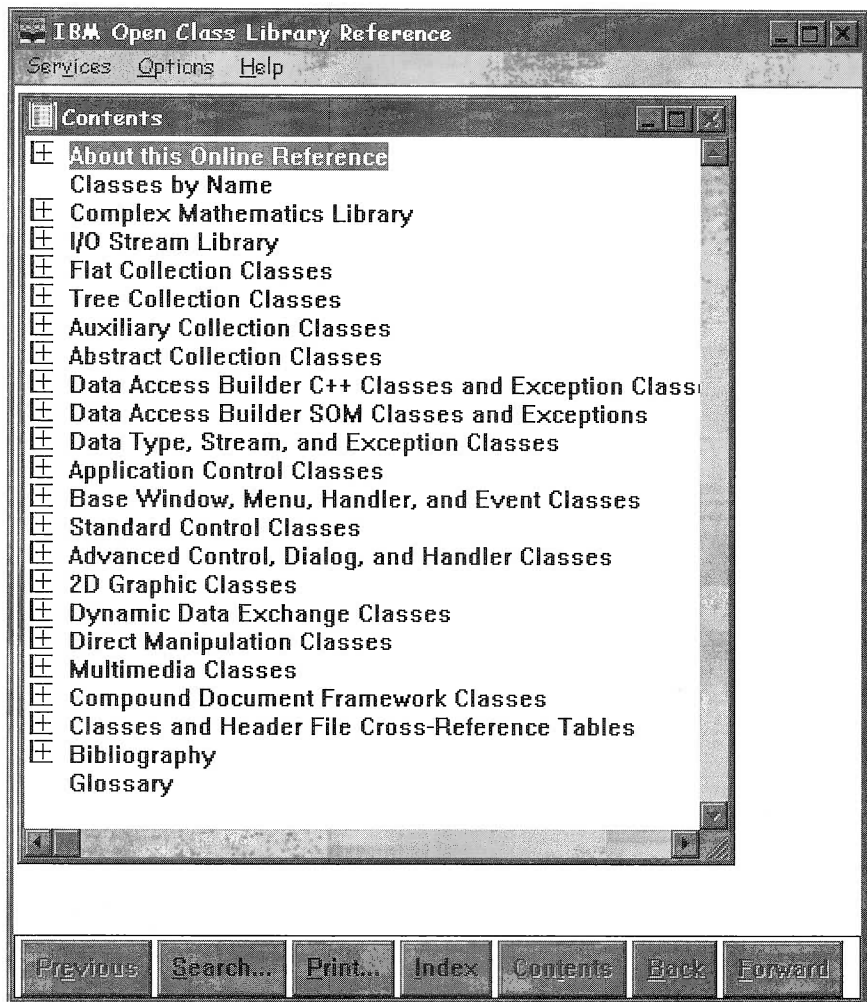 IBM Open Class Library Reference
Services Options Help
Contents
About this Online Reference
Classes by Name
Complex Mathematics Library
I/O Stream Library
Flat Collection Classes
Tree Collection Classes
Auxiliary Collection Classes
Abstract Collection Classes
Data Access Builder C++ Classes and Exception Class
Data Access Builder SOM Classes and Exceptions
Data Type, Stream, and Exception Classes
Application Control Classes
Base Window, Menu, Handler, and Event Classes
Standard Control Classes
Advanced Control, Dialog, and Handler Classes
2D Graphic Classes
Dynamic Data Exchange Classes
Direct Manipulation Classes
Multimedia Classes
Compound Document Framework Classes
Classes and Header File Cross-Reference Tables
Bibliography
Glossary
Previous Search... Print... Index Contents Back Forward